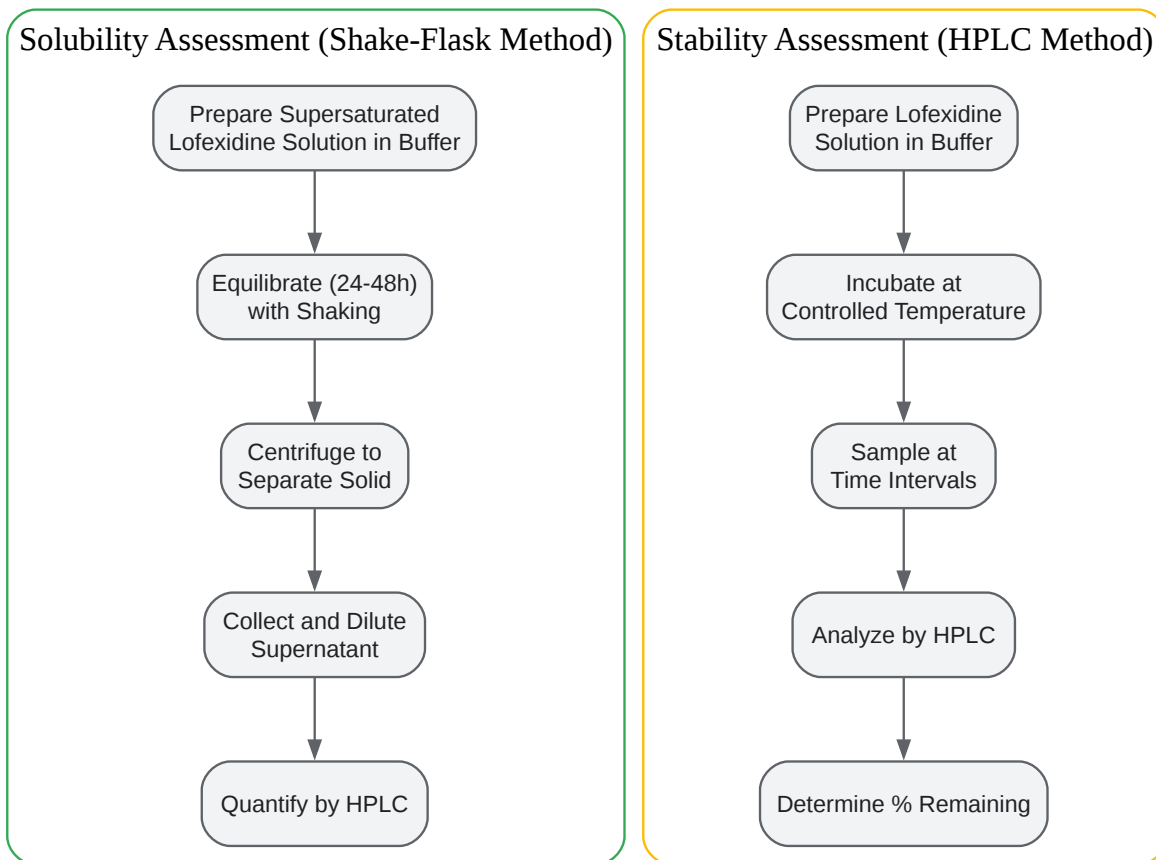 Solubility Assessment (Shake-Flask Method)
Prepare Supersaturated
Lofexidine Solution in Buffer
Equilibrate (24-48h)
with Shaking
Centrifuge to
Separate Solid
Collect and Dilute
Supernatant
Quantify by HPLC
Stability Assessment (HPLC Method)
Prepare Lofexidine
Solution in Buffer
Incubate at
Controlled Temperature
Sample at
Time Intervals
Analyze by HPLC
Determine % Remaining